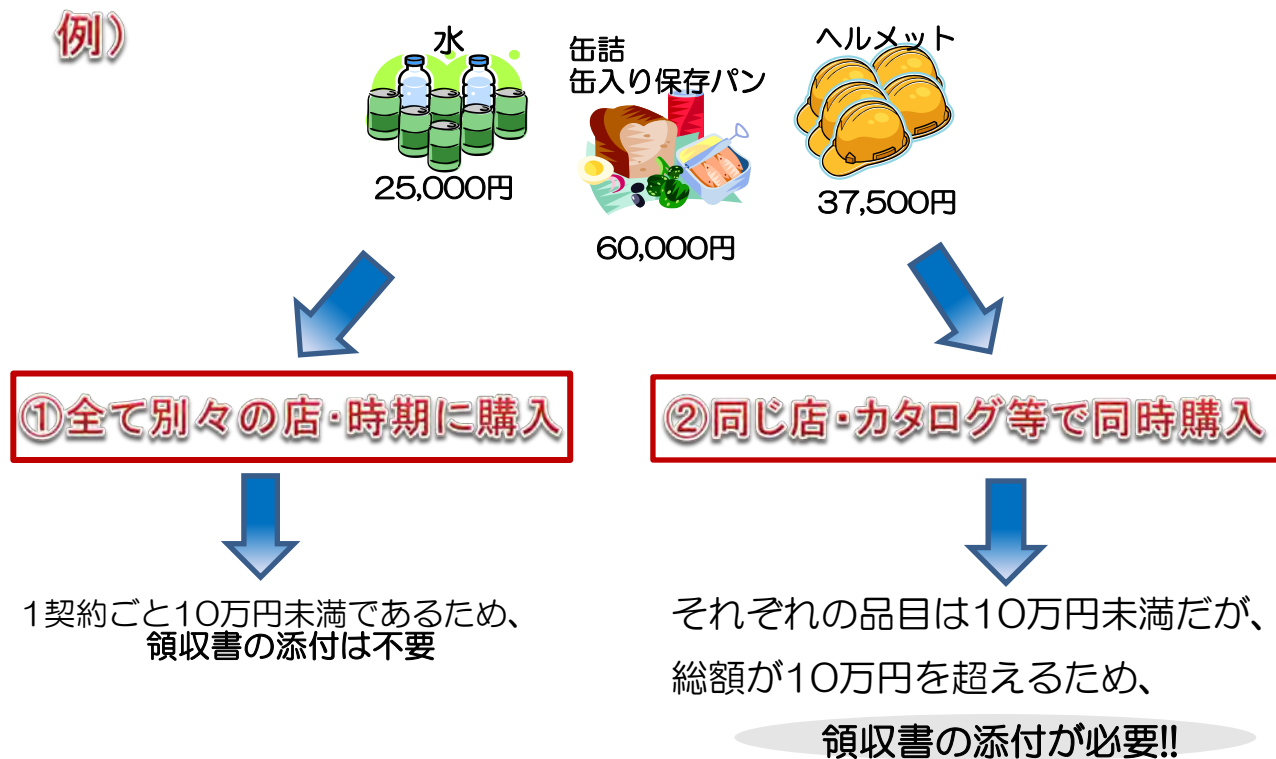 例）
水
25,000円
缶詰
缶入り保存パン
60,000円
ヘルメット
37,500円
①全て別々の店・時期に購入
1契約ごと10万円未満であるため、
領収書の添付は不要
②同じ店・カタログ等で同時購入
それぞれの品目は10万円未満だが、
総額が10万円を超えるため、
領収書の添付が必要!!